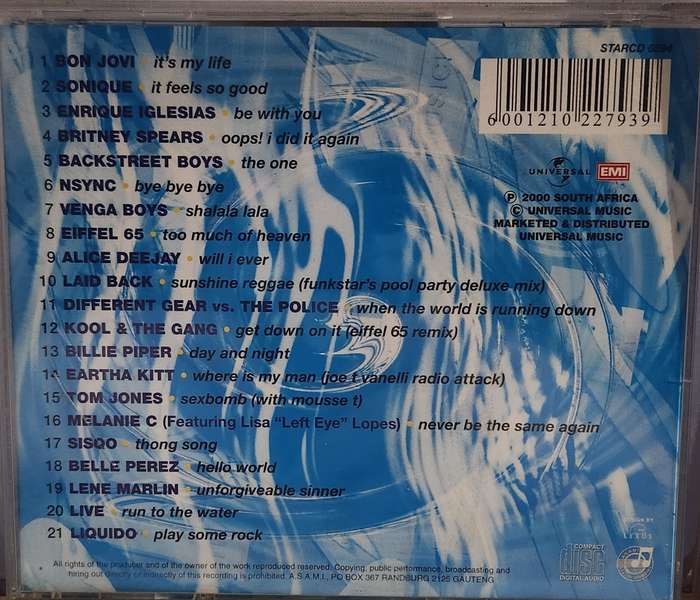 STARCD 6594
1 BON JOVI • it's my life
2 SONIQUE • it feels so good
3 ENRIQUE IGLESIAS • be with you
4 BRITNEY SPEARS • oops! i did it again
5 BACKSTREET BOYS • the one
6 NSYNC • bye bye bye
7 VENGA BOYS • shalala lala
8 EIFFEL 65 • too much of heaven
9 ALICE DEEJAY • will i ever
10 LAID BACK • sunshine reggae (funkstar's pool party deluxe mix)
11 DIFFERENT GEAR vs. THE POLICE • when the world is running down
12 KOOL & THE GANG • get down on it (eiffel 65 remix)
13 BILLIE PIPER • day and night
14 EARTHA KITT • where is my man (joe t vanelli radio attack)
15 TOM JONES • sexbomb (with mousse t)
16 MELANIE C (Featuring Lisa "Left Eye" Lopes) • never be the same again
17 SISQO • thong song
18 BELLE PEREZ • hello world
19 LENE MARLIN • unforgiveable sinner
20 LIVE • run to the water
21 LIQUIDO • play some rock
6 001210 227939
UNIVERSAL EMI
℗ 2000 SOUTH AFRICA
© UNIVERSAL MUSIC
MARKETED & DISTRIBUTED
UNIVERSAL MUSIC
All rights of the producer and of the owner of the work reproduced reserved. Copying, public performance, broadcasting and
hiring out directly or indirectly of this recording is prohibited. A.S.A.M.I., PO BOX 367 RANDBURG 2125 GAUTENG
COMPACT
disc
DIGITAL AUDIO
DESIGN BY